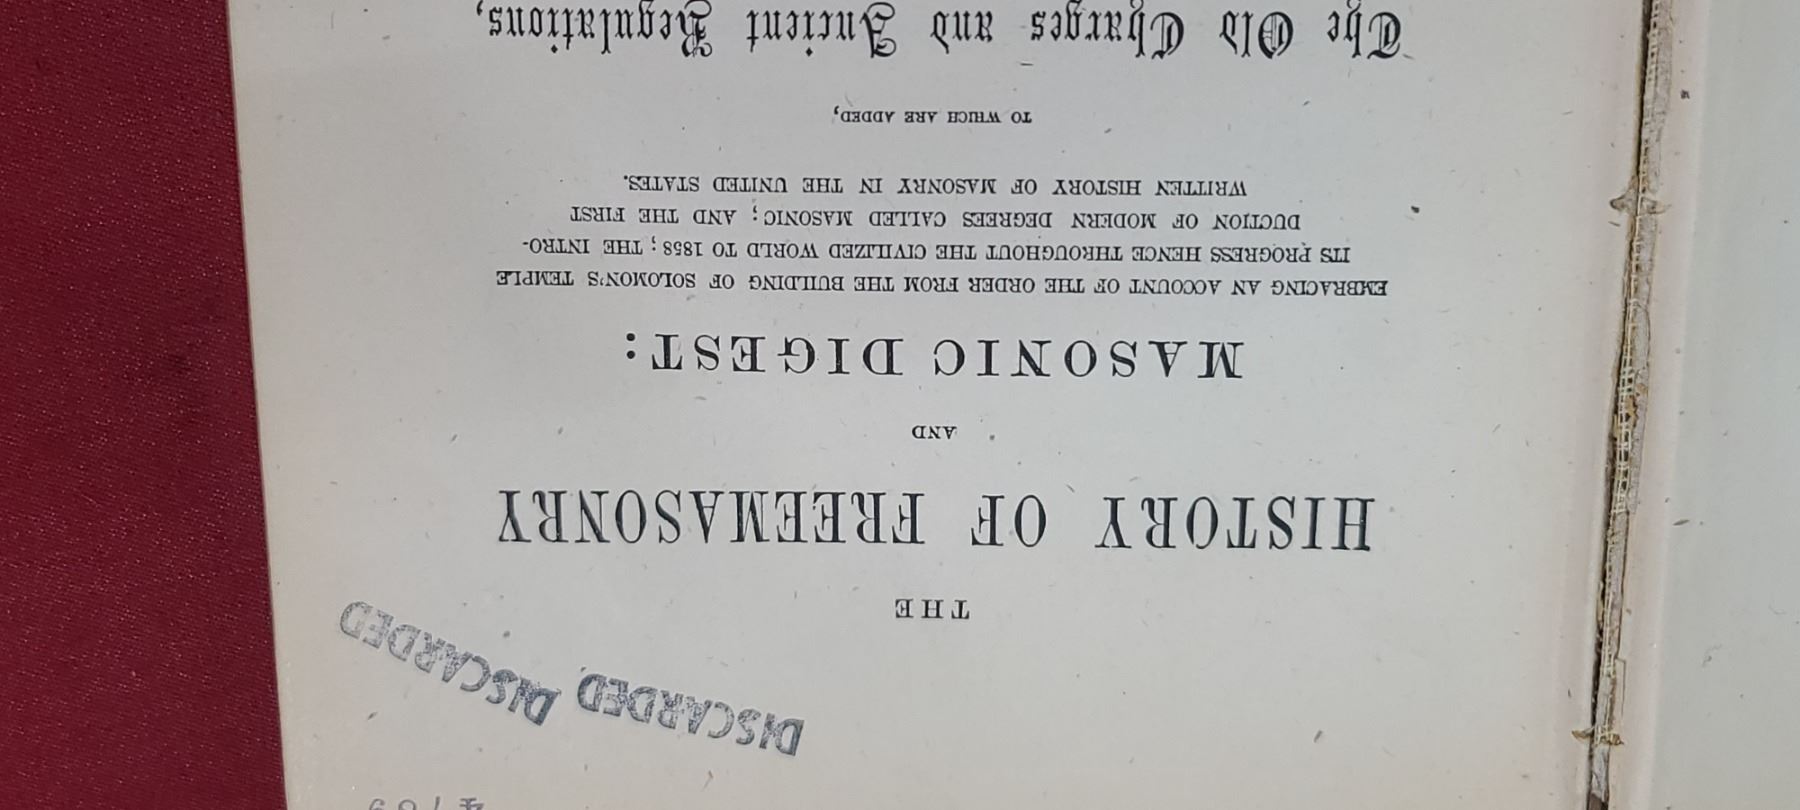 DISCARDED DISCARDED
THE
HISTORY OF FREEMASONRY
AND
MASONIC DIGEST:
EMBRACING AN ACCOUNT OF THE ORDER FROM THE BUILDING OF SOLOMON'S TEMPLE
ITS PROGRESS HENCE THROUGHOUT THE CIVILIZED WORLD TO 1858; THE INTRO-
DUCTION OF MODERN DEGREES CALLED MASONIC; AND THE FIRST
WRITTEN HISTORY OF MASONRY IN THE UNITED STATES.
TO WHICH ARE ADDED,
The Old Charges and Ancient Regulations,